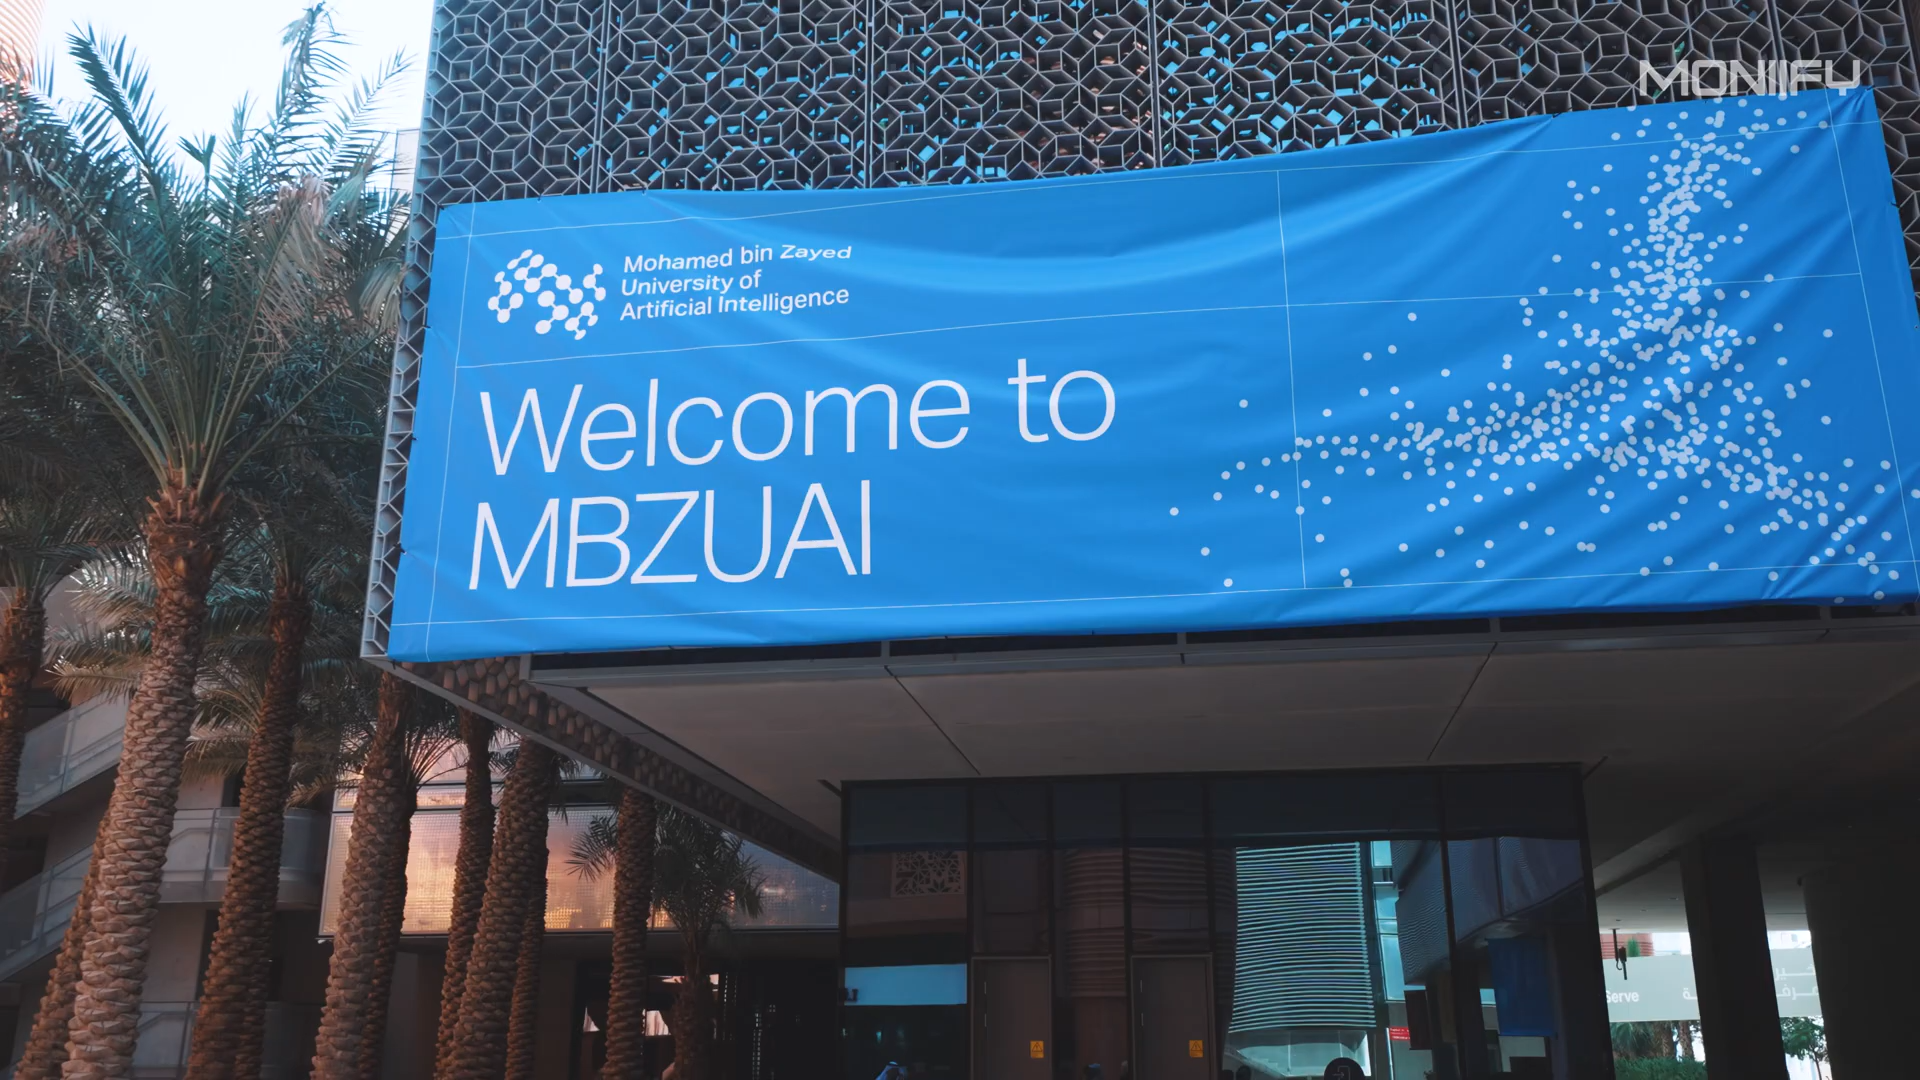 MONIIFY
Mohamed bin Zayed
University of
Artificial Intelligence
Welcome to
MBZUAI
Serve